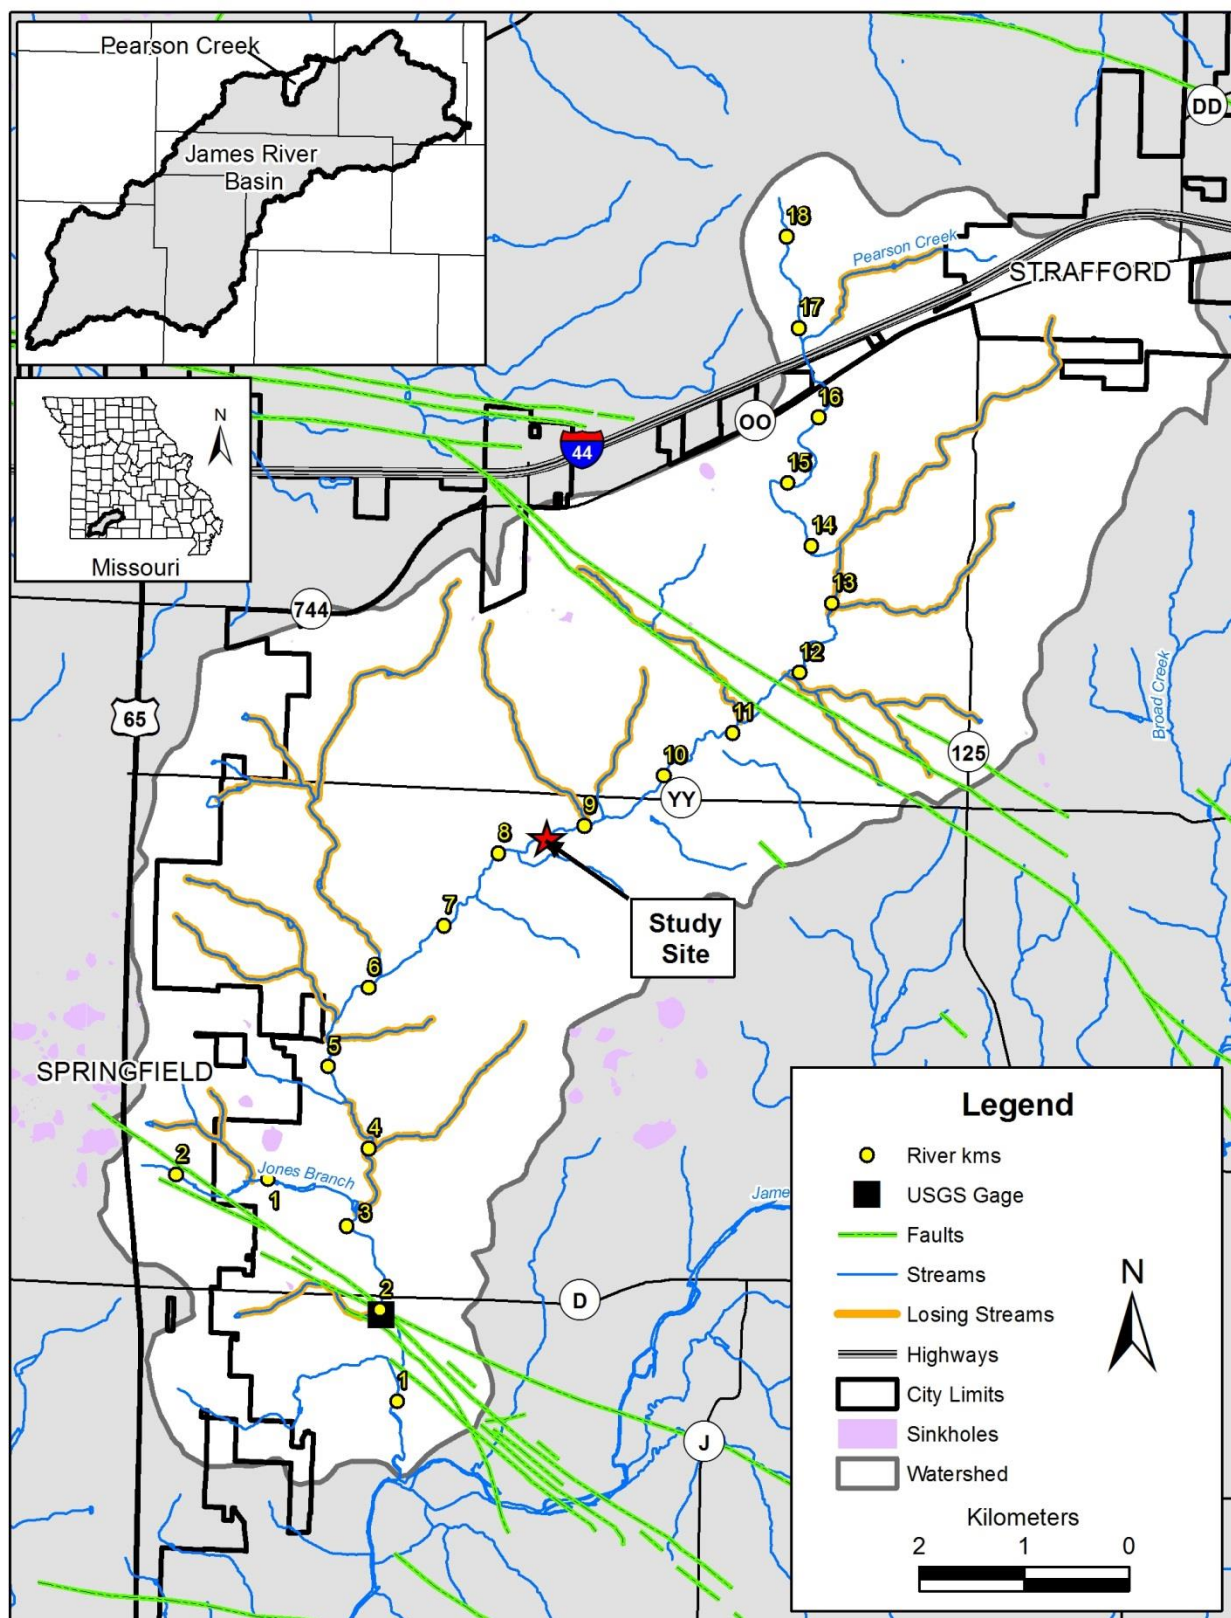 Pearson Creek
James River
Basin
DD
18
Pearson Creek
STRAFFORD
17
16
OO
N
44
15
14
Missouri
13
744
12
Broad Creek
65
11
125
10
YY
9
8
Study
Site
7
6
5
SPRINGFIELD
4
2
Jones Branch
1
3
Jame
2
D
1
J
Legend
River kms
USGS Gage
Faults
Streams
Losing Streams
Highways
City Limits
Sinkholes
Watershed
N
Kilometers
2 1 0